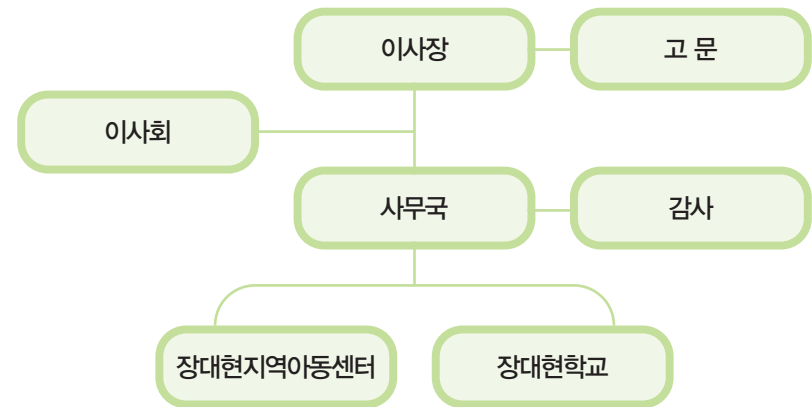 이사장
고 문
이사회
사무국
감사
장대현지역아동센터
장대현학교